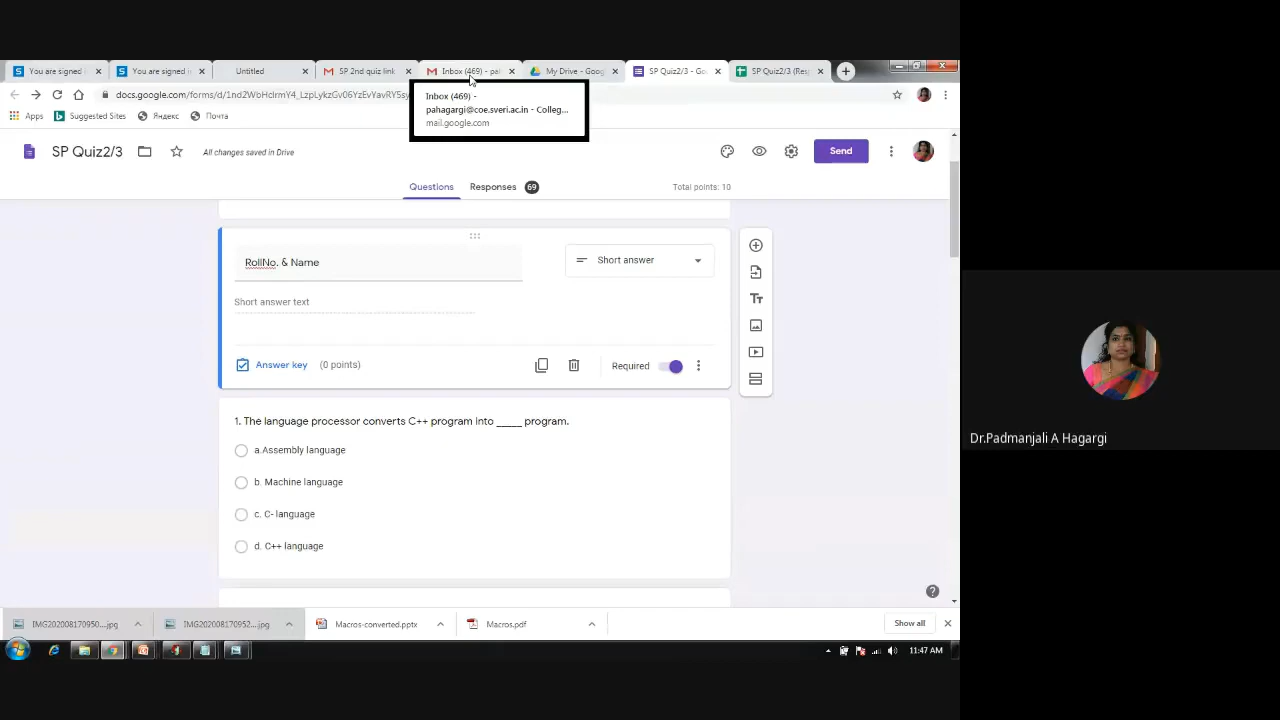 You are signed
You are signed
Untitled
SP 2nd quiz link
Inbox (469) - pa
My Drive - Goog
SP Quiz2/3 - Go
SP Quiz2/3 (Res
docs.google.com/forms/d/1nd2WbHclrmY4_LzpLykzGv06YzEvYavRY5sy
Inbox (469) -
pahagargi@coe.sveri.ac.in - Colleg...
mail.google.com
Apps
Suggested Sites
Яндекс
Почта
SP Quiz2/3
All changes saved in Drive
Send
Questions
Responses 69
Total points: 10
RollNo. & Name
Short answer
Short answer text
Answer key (0 points)
Required
1. The language processor converts C++ program into _____ program.
a.Assembly language
b. Machine language
c. C- language
d. C++ language
Dr.Padmanjali A Hagargi
IMG202008170950....jpg
IMG202008170952....jpg
Macros-converted.pptx
Macros.pdf
Show all
11:47 AM